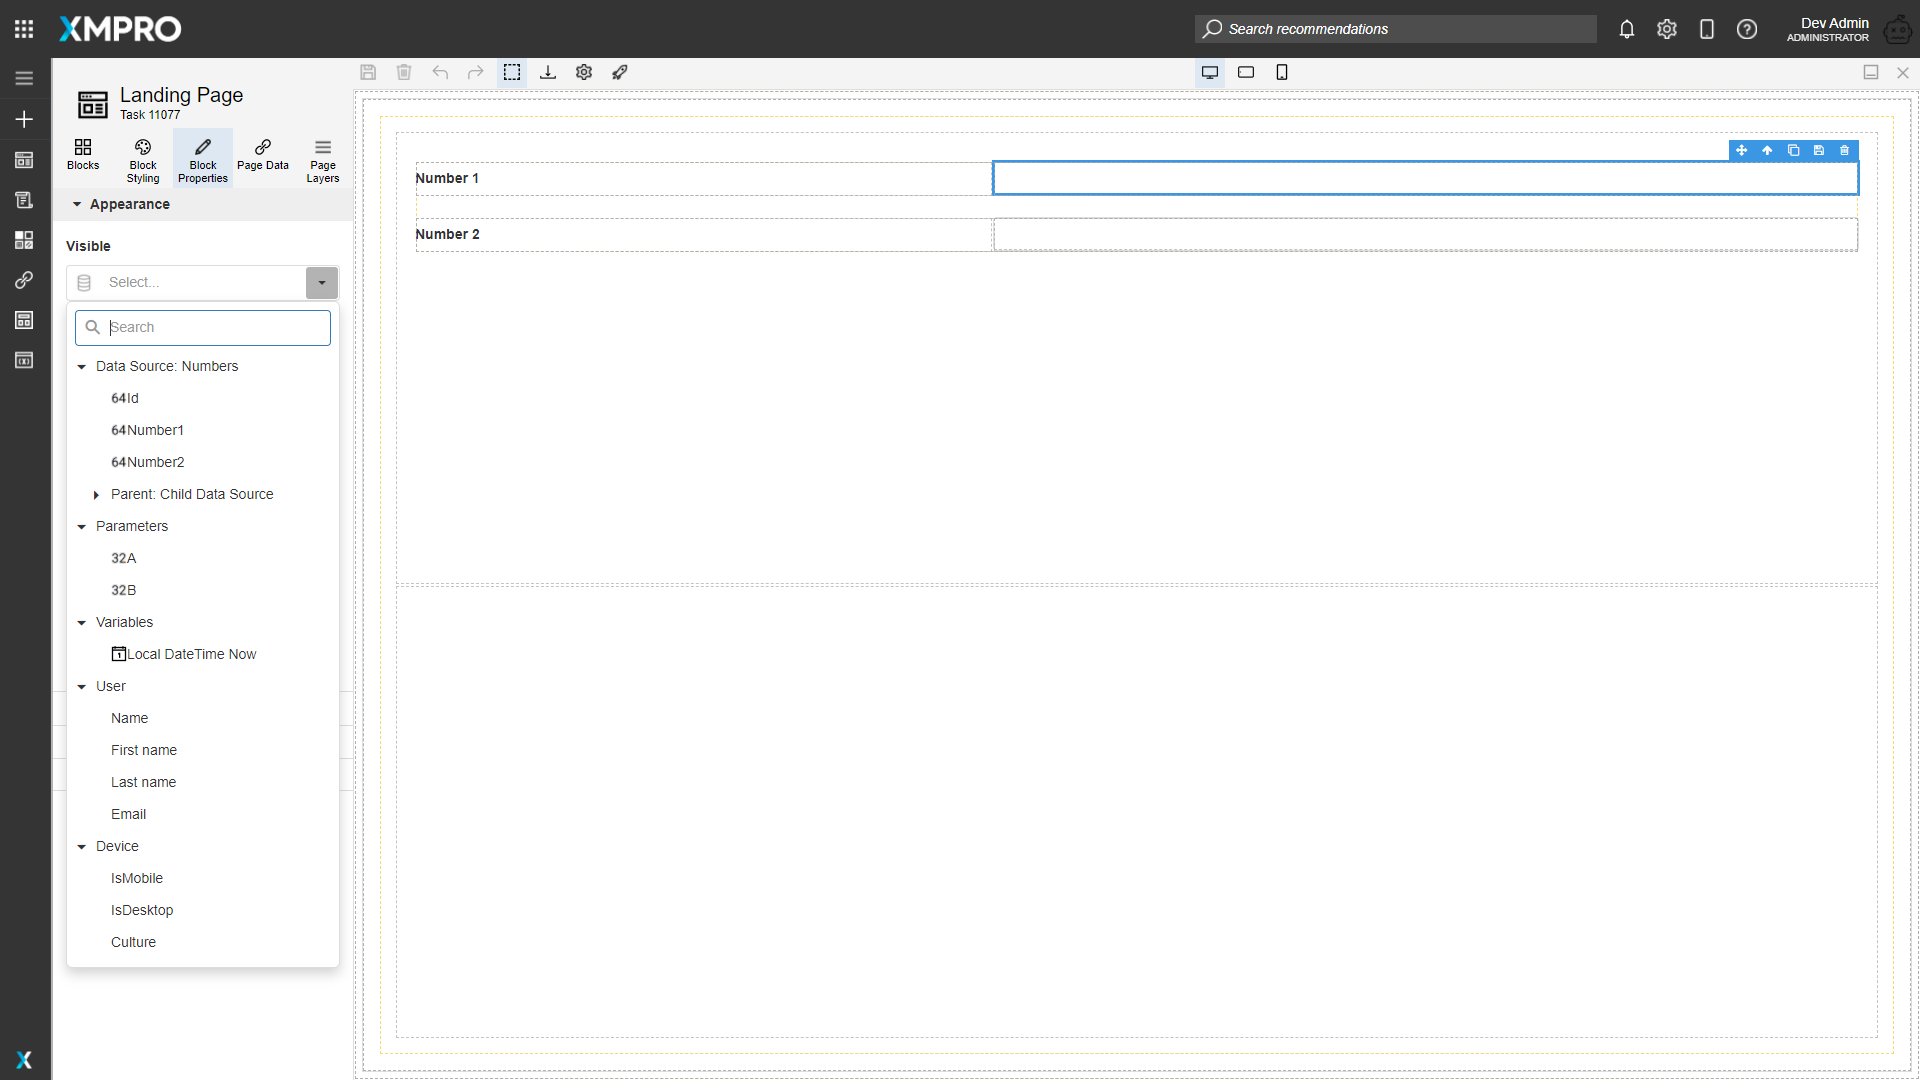 XMPRO
Search recommendations
Dev Admin
ADMINISTRATOR
Landing Page
Task 11077
Blocks
Block Styling
Block Properties
Page Data
Page Layers
Appearance
Visible
Select...
Search
Data Source: Numbers
64Id
64Number1
64Number2
Parent: Child Data Source
Parameters
32A
32B
Variables
1Local DateTime Now
User
Name
First name
Last name
Email
Device
IsMobile
IsDesktop
Culture
Number 1
Number 2